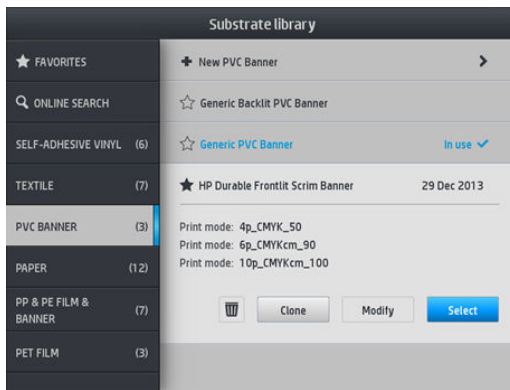 Substrate library
FAVORITES
ONLINE SEARCH
SELF-ADHESIVE VINYL (6)
TEXTILE (7)
PVC BANNER (3)
PAPER (12)
PP & PE FILM &
BANNER (7)
PET FILM (3)
New PVC Banner
Generic Backlit PVC Banner
Generic PVC Banner In use
HP Durable Frontlit Scrim Banner 29 Dec 2013
Print mode: 4p_CMYK_50
Print mode: 6p_CMYKcm_90
Print mode: 10p_CMYKcm_100
Clone Modify Select